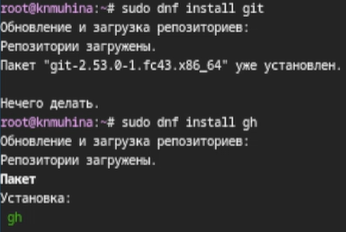 root@knmuhina:~# sudo dnf install git
Обновление и загрузка репозиториев:
Репозитории загружены.
Пакет "git-2.53.0-1.fc43.x86_64" уже установлен.
Нечего делать.
root@knmuhina:~# sudo dnf install gh
Обновление и загрузка репозиториев:
Репозитории загружены.
Пакет
Установка:
gh